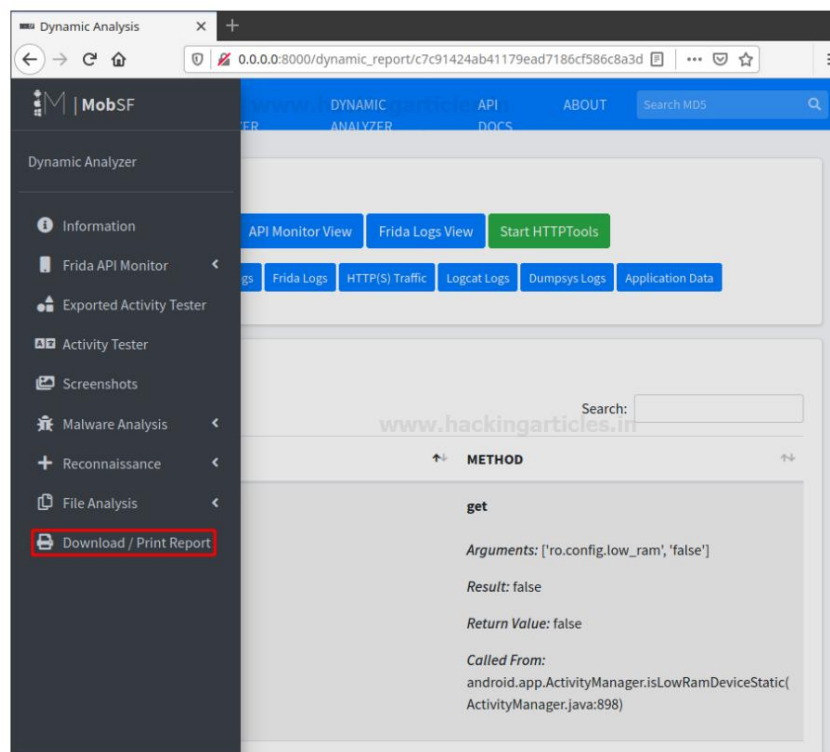 Dynamic Analysis
0.0.0.0:8000/dynamic_report/c7c91424ab41179ead7186cf586c8a3d
MobSF
DYNAMIC ANALYZER
API DOCS
ABOUT
Search MD5
Dynamic Analyzer
Information
Frida API Monitor
Exported Activity Tester
Activity Tester
Screenshots
Malware Analysis
Reconnaissance
File Analysis
Download / Print Report
API Monitor View
Frida Logs View
Start HTTPTools
gs
Frida Logs
HTTP(S) Traffic
Logcat Logs
Dumpsys Logs
Application Data
Search:
www.hackingarticles.in
METHOD
get
Arguments: ['ro.config.low_ram', 'false']
Result: false
Return Value: false
Called From:
android.app.ActivityManager.isLowRamDeviceStatic(
ActivityManager.java:898)